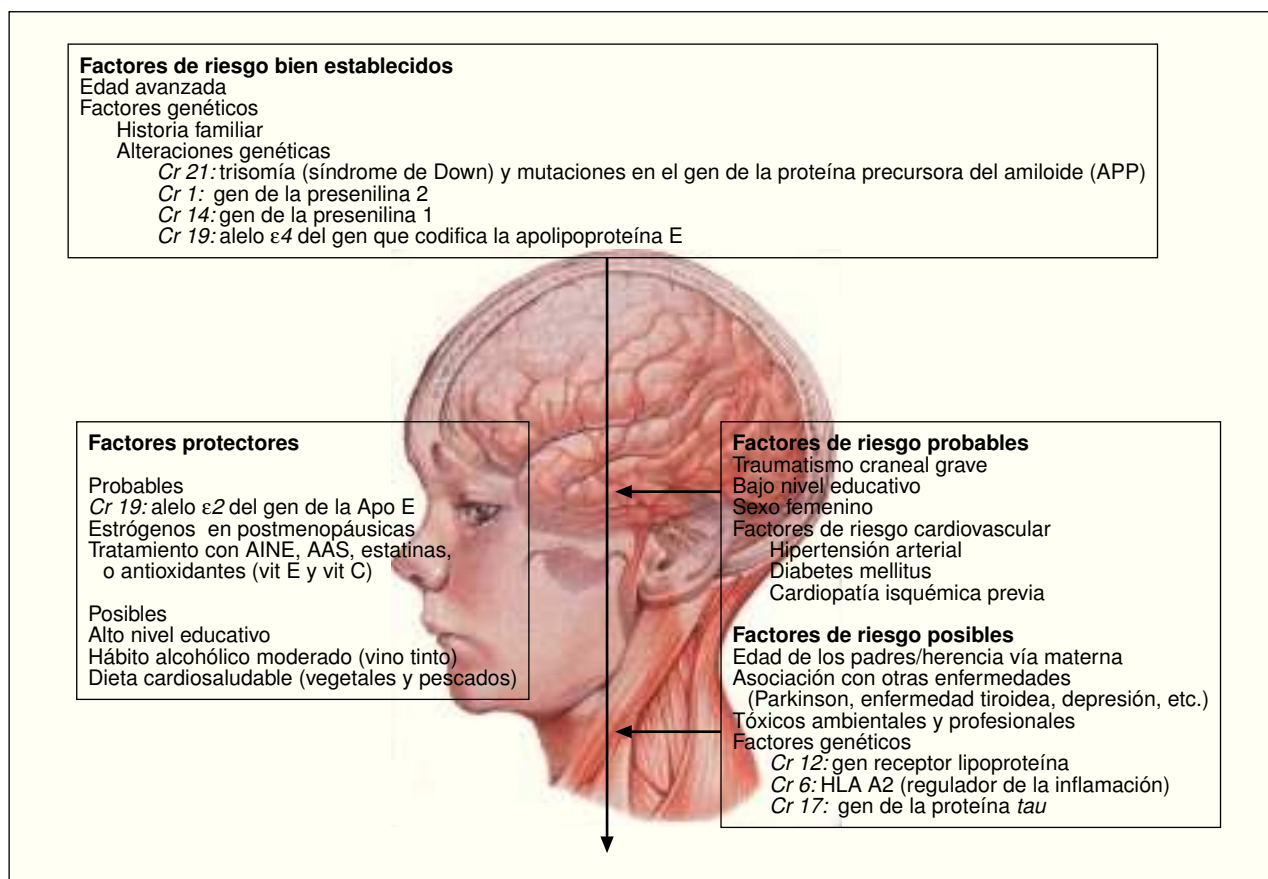 Factores de riesgo bien establecidos
Edad avanzada
Factores genéticos
Historia familiar
Alteraciones genéticas
Cr 21: trisomía (síndrome de Down) y mutaciones en el gen de la proteína precursora del amiloide (APP)
Cr 1: gen de la presenilina 2
Cr 14: gen de la presenilina 1
Cr 19: alelo ε4 del gen que codifica la apolipoproteína E
Factores protectores
Probables
Cr 19: alelo ε2 del gen de la Apo E
Estrógenos en postmenopáusicas
Tratamiento con AINE, AAS, estatinas,
o antioxidantes (vit E y vit C)
Posibles
Alto nivel educativo
Hábito alcohólico moderado (vino tinto)
Dieta cardiosaludable (vegetales y pescados)
Factores de riesgo probables
Traumatismo craneal grave
Bajo nivel educativo
Sexo femenino
Factores de riesgo cardiovascular
Hipertensión arterial
Diabetes mellitus
Cardiopatía isquémica previa
Factores de riesgo posibles
Edad de los padres/herencia vía materna
Asociación con otras enfermedades
(Parkinson, enfermedad tiroidea, depresión, etc.)
Tóxicos ambientales y profesionales
Factores genéticos
Cr 12: gen receptor lipoproteína
Cr 6: HLA A2 (regulador de la inflamación)
Cr 17: gen de la proteína tau